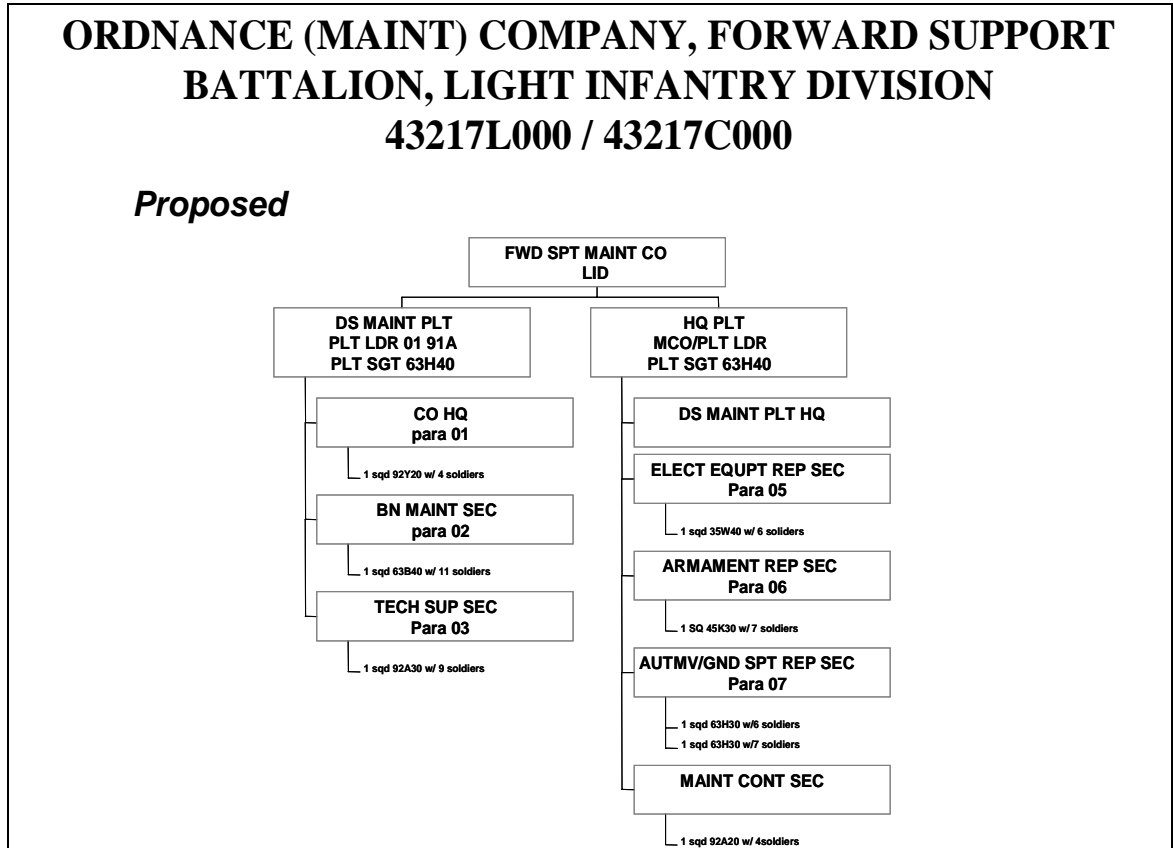 ORDNANCE (MAINT) COMPANY, FORWARD SUPPORT
BATTALION, LIGHT INFANTRY DIVISION
43217L000 / 43217C000
Proposed
FWD SPT MAINT CO
LID
DS MAINT PLT
PLT LDR 01 91A
PLT SGT 63H40
CO HQ
para 01
1 sqd 92Y20 w/ 4 soldiers
BN MAINT SEC
para 02
1 sqd 63B40 w/ 11 soldiers
TECH SUP SEC
Para 03
1 sqd 92A30 w/ 9 soldiers
HQ PLT
MCO/PLT LDR
PLT SGT 63H40
DS MAINT PLT HQ
ELECT EQUPT REP SEC
Para 05
1 sqd 35W40 w/ 6 soliders
ARMAMENT REP SEC
Para 06
1 SQ 45K30 w/ 7 soldiers
AUTMV/GND SPT REP SEC
Para 07
1 sqd 63H30 w/6 soldiers
1 sqd 63H30 w/7 soldiers
MAINT CONT SEC
1 sqd 92A20 w/ 4soldiers